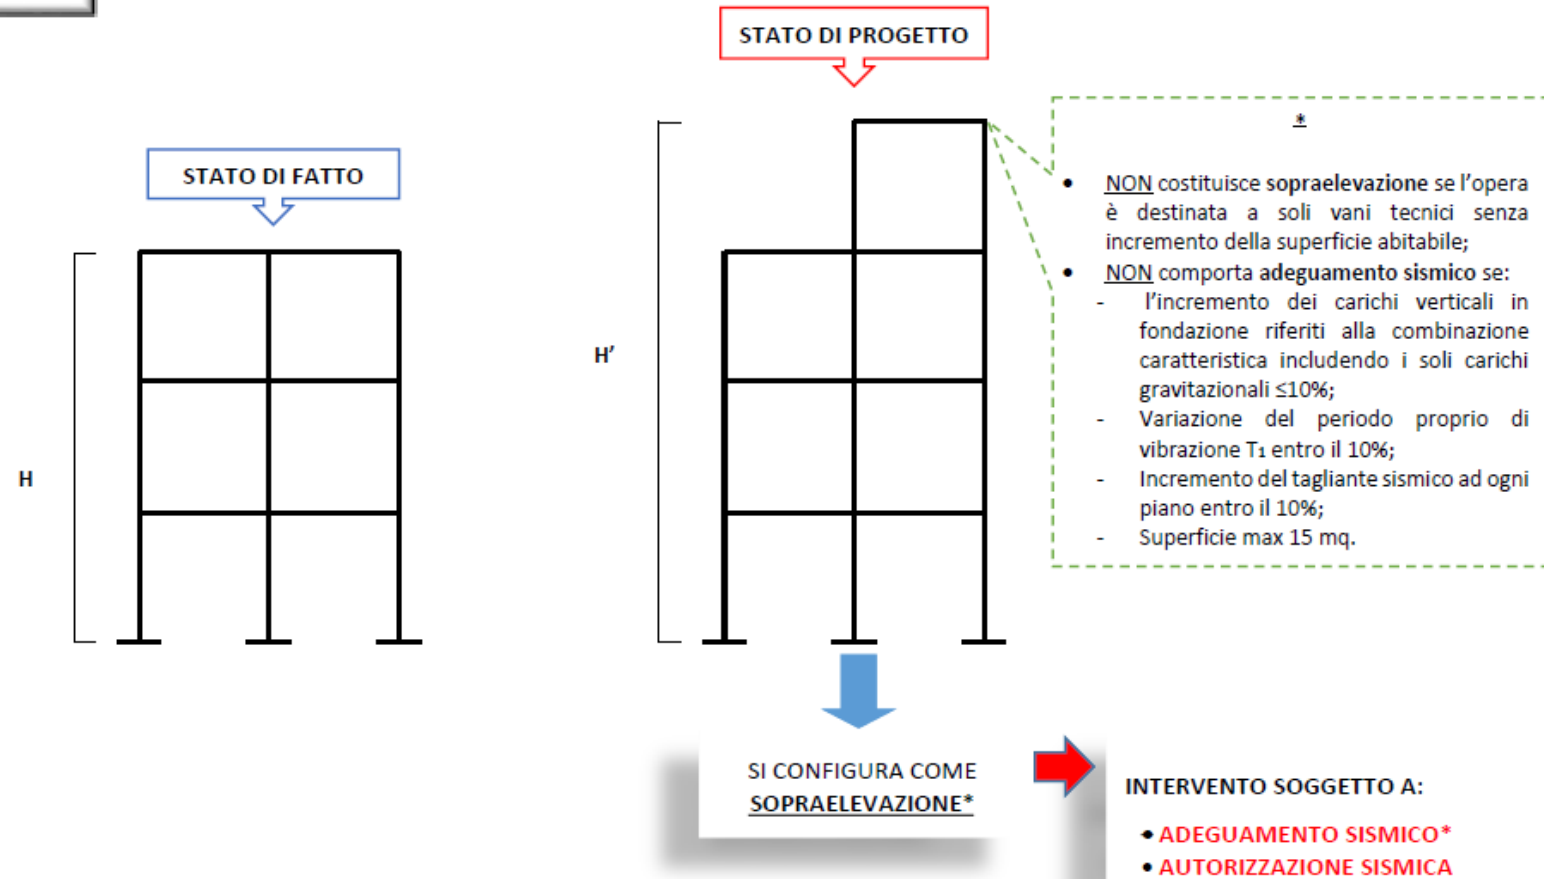 STATO DI PROGETTO
STATO DI FATTO
H
H’
*
• NON costituisce sopraelevazione se l’opera
è destinata a soli vani tecnici senza
incremento della superficie abitabile;
• NON comporta adeguamento sismico se:
- l’incremento dei carichi verticali in
fondazione riferiti alla combinazione
caratteristica includendo i soli carichi
gravitazionali ≤10%;
- Variazione del periodo proprio di
vibrazione T₁ entro il 10%;
- Incremento del tagliante sismico ad ogni
piano entro il 10%;
- Superficie max 15 mq.
SI CONFIGURA COME
SOPRAELEVAZIONE*
INTERVENTO SOGGETTO A:
• ADEGUAMENTO SISMICO*
• AUTORIZZAZIONE SISMICA